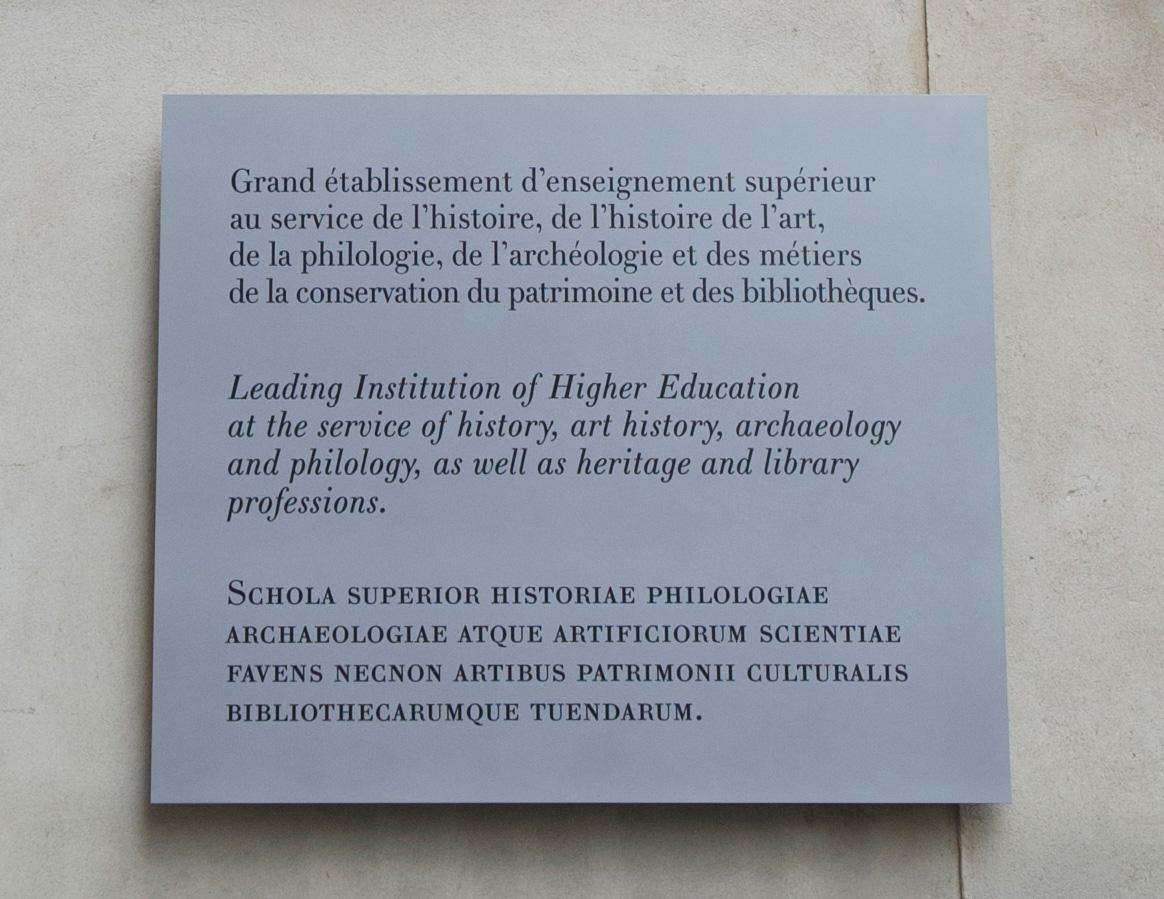 Grand établissement d’enseignement supérieur
au service de l’histoire, de l’histoire de l’art,
de la philologie, de l’archéologie et des métiers
de la conservation du patrimoine et des bibliothèques.
Leading Institution of Higher Education
at the service of history, art history, archaeology
and philology, as well as heritage and library
professions.
SCHOLA SUPERIOR HISTORIAE PHILOLOGIAE
ARCHAEOLOGIAE ATQUE ARTIFICIORUM SCIENTIAE
FAVENS NECNON ARTIBUS PATRIMONII CULTURALIS
BIBLIOTHECARUMQUE TUENDARUM.